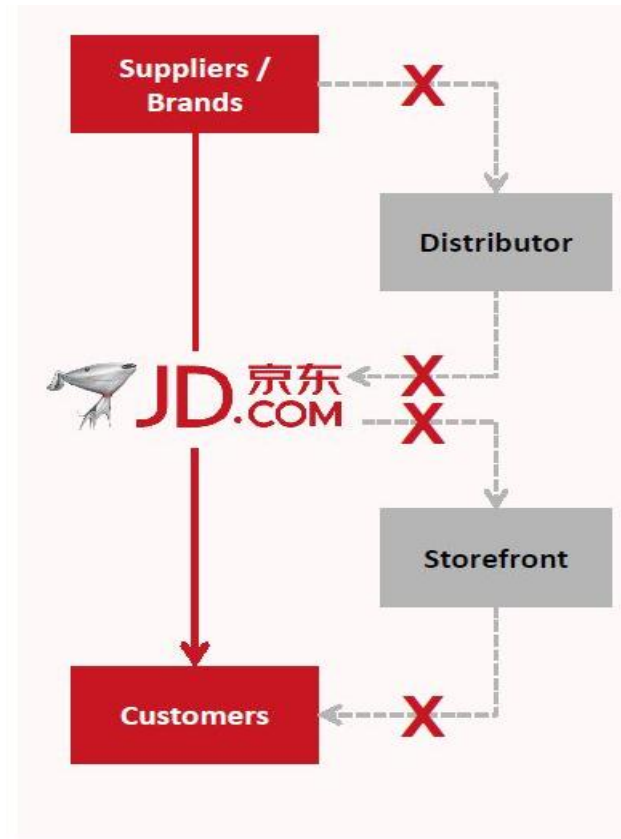 Suppliers /
Brands
X
Distributor
X
JD.京东
.COM
X
Storefront
Customers
X